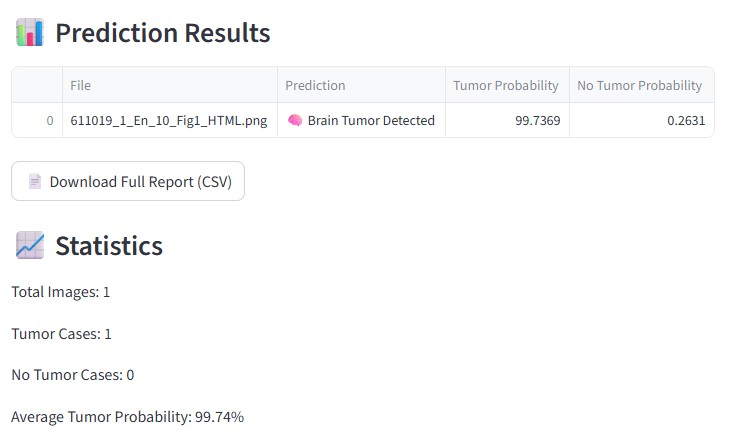 Prediction Results
File Prediction Tumor Probability No Tumor Probability
0 611019_1_En_10_Fig1_HTML.png Brain Tumor Detected 99.7369 0.2631
Download Full Report (CSV)
Statistics
Total Images: 1
Tumor Cases: 1
No Tumor Cases: 0
Average Tumor Probability: 99.74%